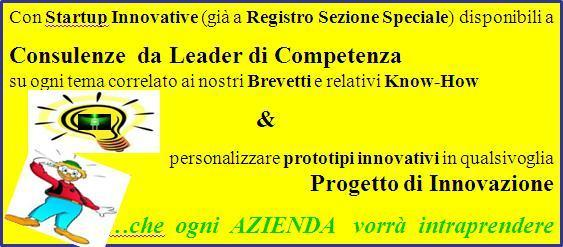 Con Startup Innovative (già a Registro Sezione Speciale) disponibili a
Consulenze da Leader di Competenza
su ogni tema correlato ai nostri Brevetti e relativi Know-How
&
personalizzare prototipi innovativi in qualsivoglia
Progetto di Innovazione
…che ogni AZIENDA vorrà intraprendere